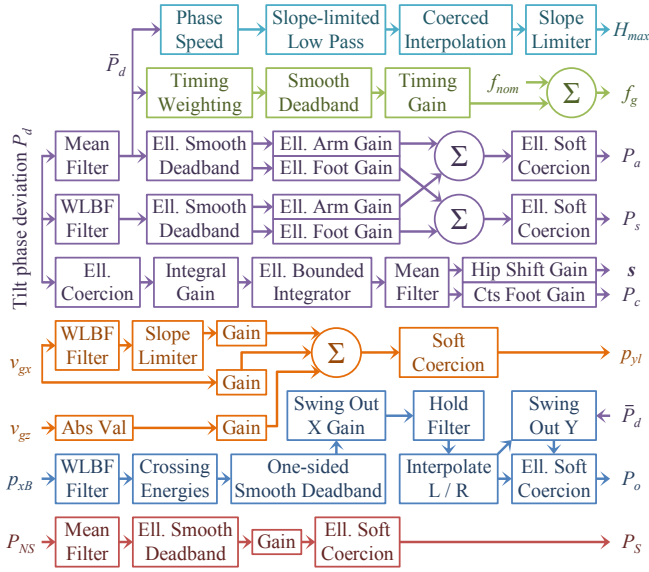 Phase Speed
Slope-limited Low Pass
Coerced Interpolation
Slope Limiter
H_max
P̄_d
Timing Weighting
Smooth Deadband
Timing Gain
f_nom
Σ
f_g
Tilt phase deviation P_d
Mean Filter
Ell. Smooth Deadband
Ell. Arm Gain
Ell. Foot Gain
Σ
Ell. Soft Coercion
P_a
WLBF Filter
Ell. Smooth Deadband
Ell. Arm Gain
Ell. Foot Gain
Σ
Ell. Soft Coercion
P_s
Ell. Coercion
Integral Gain
Ell. Bounded Integrator
Mean Filter
Hip Shift Gain
s
Cts Foot Gain
P_c
v_gx
WLBF Filter
Slope Limiter
Gain
Gain
Σ
Soft Coercion
p_yl
v_gz
Abs Val
Gain
Swing Out X Gain
Hold Filter
Swing Out Y
P̄_d
p_xB
WLBF Filter
Crossing Energies
One-sided Smooth Deadband
Interpolate L / R
Ell. Soft Coercion
P_o
P_NS
Mean Filter
Ell. Smooth Deadband
Gain
Ell. Soft Coercion
P_S